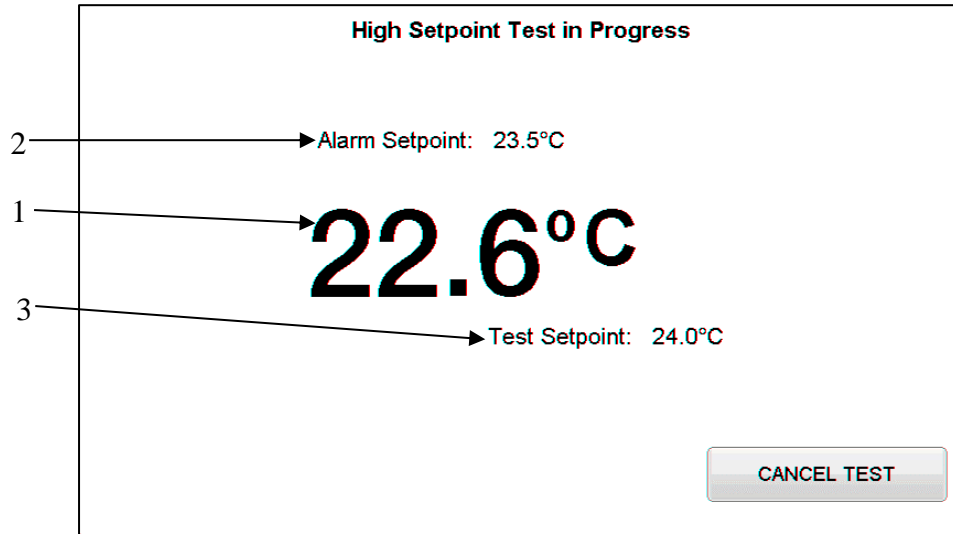 High Setpoint Test in Progress
2
Alarm Setpoint: 23.5°C
1
22.6°C
3
Test Setpoint: 24.0°C
CANCEL TEST